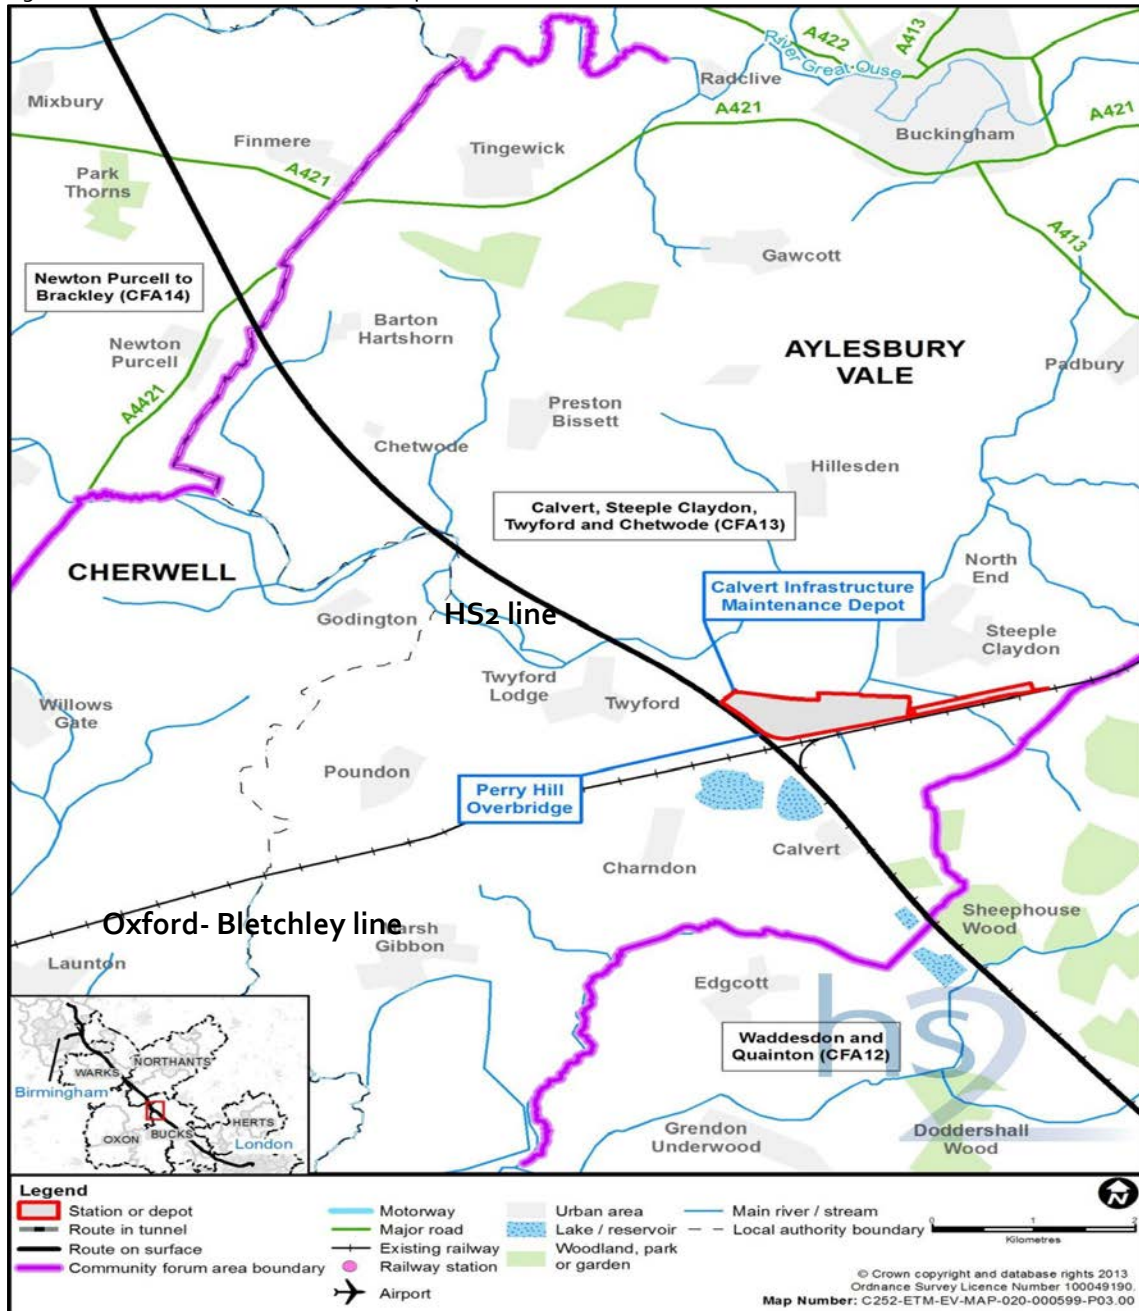 A422
A413
River Great Ouse
Radclive
Mixbury
A421
A421
Buckingham
Finmere
Tingewick
A421
Park
Thorns
A413
Gawcott
Newton Purcell to
Brackley (CFA14)
Barton
Hartshorn
Newton
Purcell
AYLESBURY
VALE
Padbury
A4421
Preston
Bissett
Chetwode
Hillesden
Calvert, Steeple Claydon,
Twyford and Chetwode (CFA13)
CHERWELL
North
End
Calvert Infrastructure
Maintenance Depot
HS2 line
Godington
Steeple
Claydon
Twyford
Lodge
Twyford
Willows
Gate
Poundon
Perry Hill
Overbridge
Calvert
Charndon
Sheephouse
Wood
Oxford- Bletchley line
Marsh
Gibbon
Launton
Edgcott
hs2
Waddesdon and
Quainton (CFA12)
Grendon
Underwood
Doddershall
Wood
NORTHANTS
WARKS
Birmingham
HERTS
OXON
BUCKS
London
Legend
Station or depot
Route in tunnel
Route on surface
Community forum area boundary
Motorway
Major road
Existing railway
Railway station
Airport
Urban area
Lake / reservoir
Woodland, park
or garden
Main river / stream
Local authority boundary
N
0 1 2
Kilometres
© Crown copyright and database rights 2013
Ordnance Survey Licence Number 100049190.
Map Number: C252-ETM-EV-MAP-020-000599-P03.00